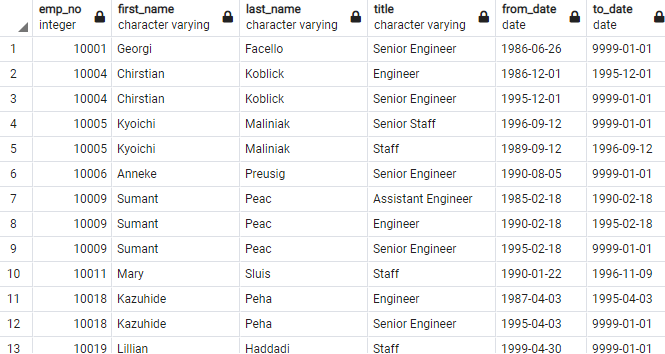 emp_no first_name last_name title from_date to_date
integer character varying character varying character varying date date
1 10001 Georgi Facello Senior Engineer 1986-06-26 9999-01-01
2 10004 Chirstian Koblick Engineer 1986-12-01 1995-12-01
3 10004 Chirstian Koblick Senior Engineer 1995-12-01 9999-01-01
4 10005 Kyoichi Maliniak Senior Staff 1996-09-12 9999-01-01
5 10005 Kyoichi Maliniak Staff 1989-09-12 1996-09-12
6 10006 Anneke Preusig Senior Engineer 1990-08-05 9999-01-01
7 10009 Sumant Peac Assistant Engineer 1985-02-18 1990-02-18
8 10009 Sumant Peac Engineer 1990-02-18 1995-02-18
9 10009 Sumant Peac Senior Engineer 1995-02-18 9999-01-01
10 10011 Mary Sluis Staff 1990-01-22 1996-11-09
11 10018 Kazuhide Peha Engineer 1987-04-03 1995-04-03
12 10018 Kazuhide Peha Senior Engineer 1995-04-03 9999-01-01
13 10019 Lillian Haddadi Staff 1999-04-30 9999-01-01